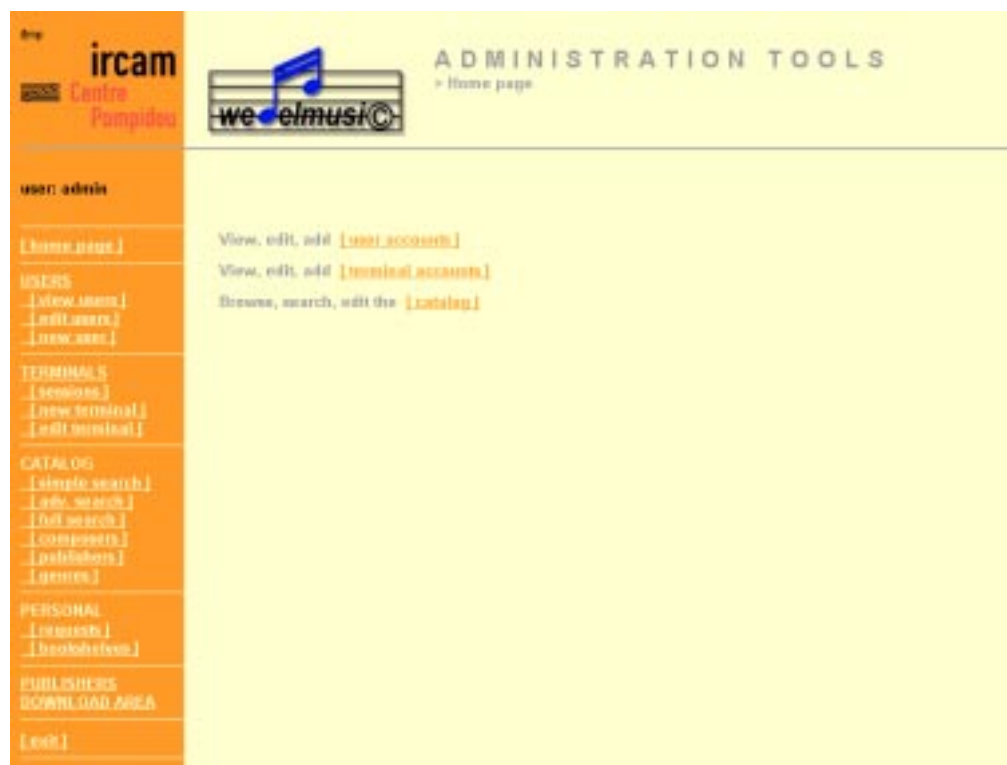 ircam
Centre
Pompidou
wedelmusic
ADMINISTRATION TOOLS
> Home page
user: admin
[ home page ]
USERS
[ view users ]
[ edit users ]
[ new user ]
TERMINALS
[ sessions ]
[ new terminal ]
[ edit terminal ]
CATALOG
[ simple search ]
[ adv. search ]
[ full search ]
[ composers ]
[ publishers ]
[ genres ]
PERSONAL
[ requests ]
[ bookshelves ]
PUBLISHERS
DOWNLOAD AREA
[ exit ]
View, edit, add [ user accounts ]
View, edit, add [ terminal accounts ]
Browse, search, edit the [ catalog ]